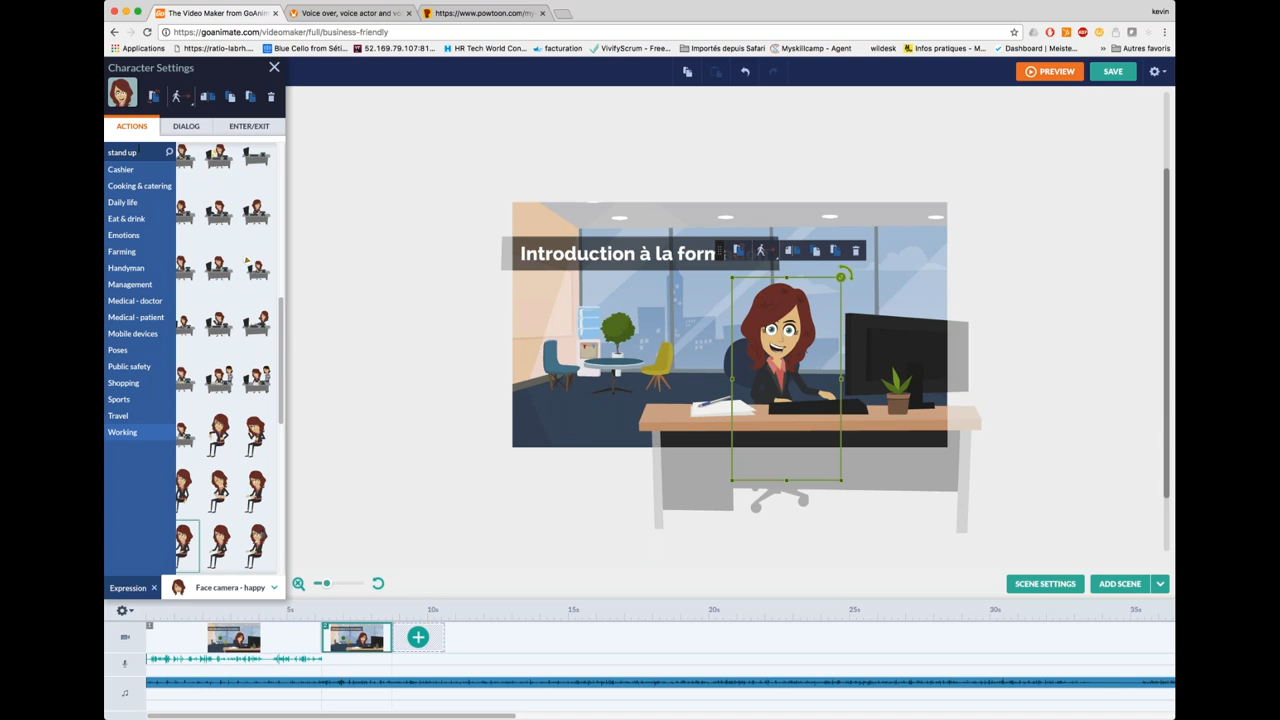 The Video Maker from GoAnim
Voice over, voice actor and vo
https://www.powtoon.com/my
kevin
https://goanimate.com/videomaker/full/business-friendly
Applications
https://ratio-labrh.…
Blue Cello from Séti…
52.169.79.107:81…
HR Tech World Con…
facturation
VivifyScrum - Free…
Importés depuis Safari
Myskillcamp - Agent
wildesk
Infos pratiques - M…
Dashboard | Meiste…
»
Autres favoris
Character Settings
PREVIEW
SAVE
ACTIONS
DIALOG
ENTER/EXIT
stand up
Cashier
Cooking & catering
Daily life
Eat & drink
Emotions
Farming
Handyman
Management
Medical - doctor
Medical - patient
Mobile devices
Poses
Public safety
Shopping
Sports
Travel
Working
Introduction à la form
Expression
Face camera - happy
SCENE SETTINGS
ADD SCENE
5s
10s
15s
20s
25s
30s
35s
1
2